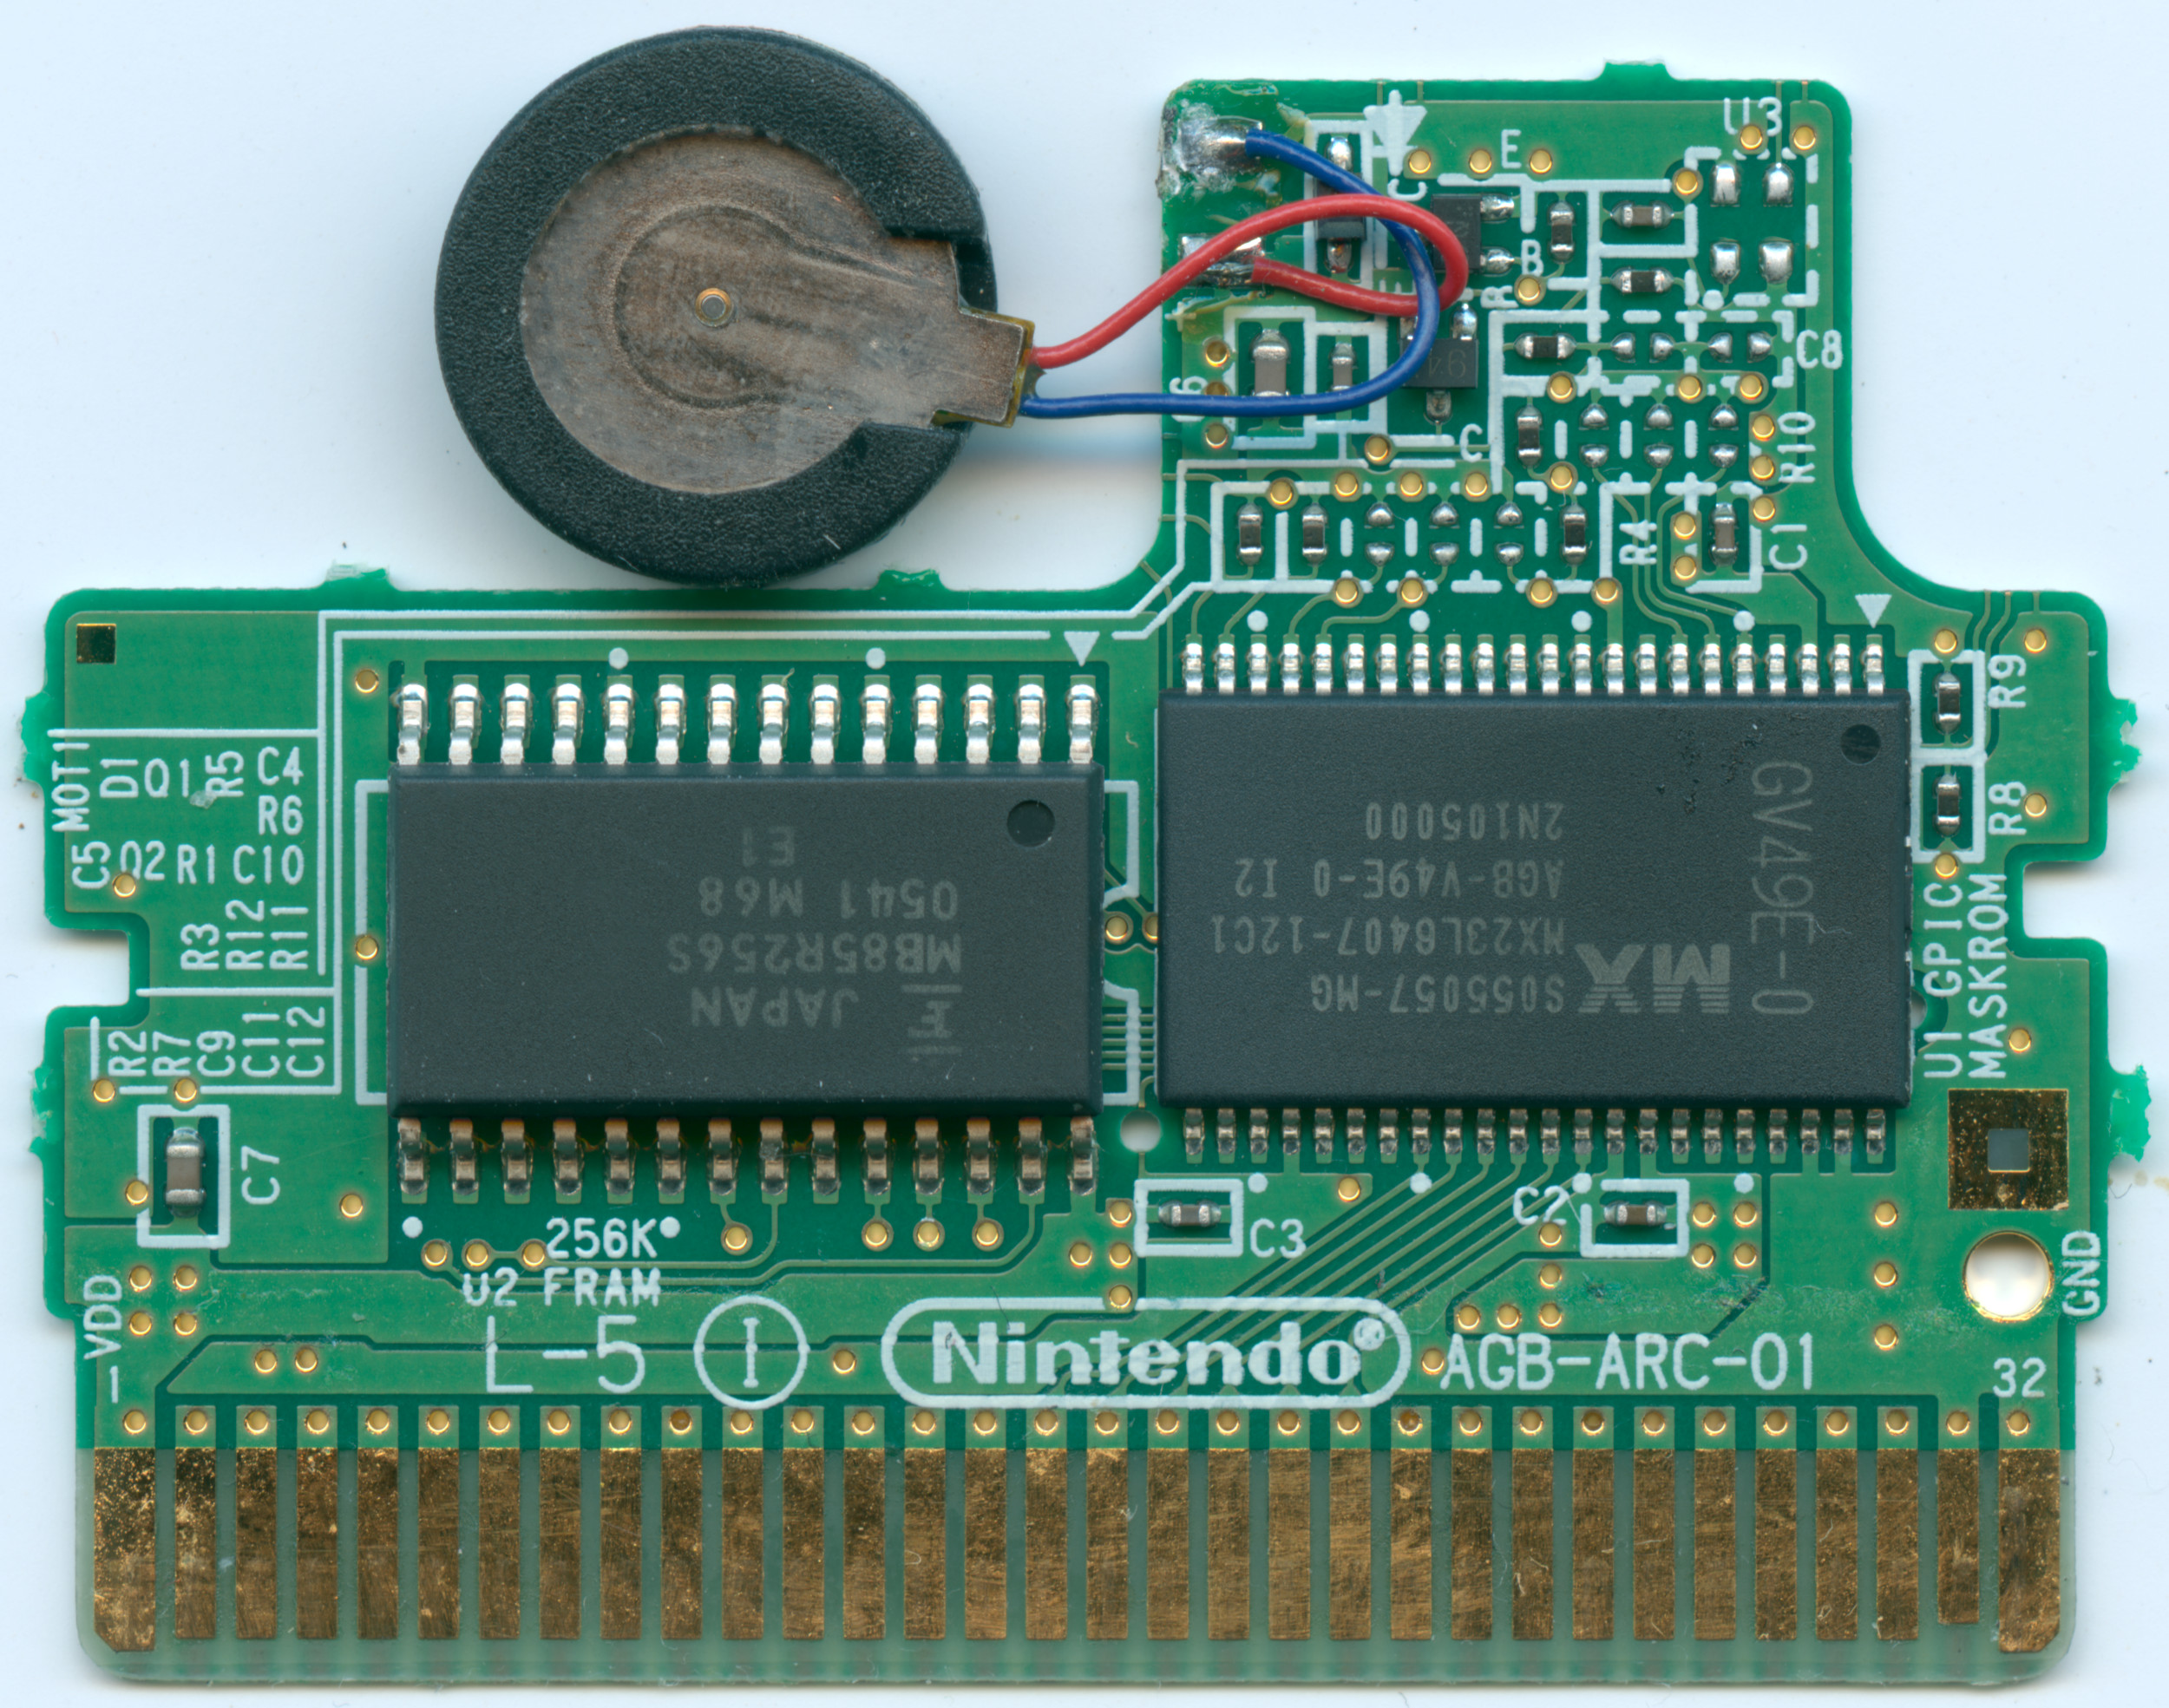 U3
E
C
B
R
E
94
C6
C8
C
R10
R4
C1
R9
R8
MOT1
D1
Q1
R5
C4
R6
C5
Q2
R1
C10
R3
R12
R11
R2
R7
C9
C11
C12
C7
JAPAN
MB85R256S
0541 M68
E1
GV49E-0
MX
S055057-MG
MX23L6407-12C1
AGB-V49E-0 I2
2N105000
U1 GPIC
MASKROM
256K
U2 FRAM
C3
C2
GND
VDD
L-5
I
Nintendo®
AGB-ARC-01
1
32